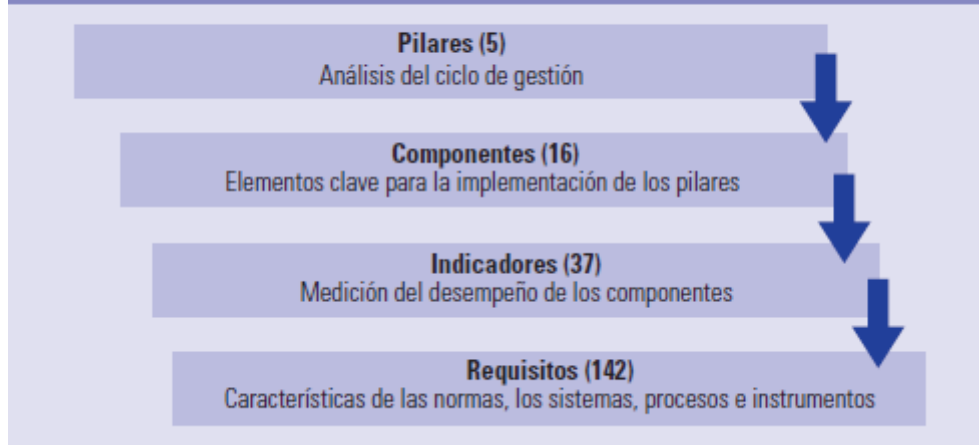 Pilares (5)
Análisis del ciclo de gestión
Componentes (16)
Elementos clave para la implementación de los pilares
Indicadores (37)
Medición del desempeño de los componentes
Requisitos (142)
Características de las normas, los sistemas, procesos e instrumentos